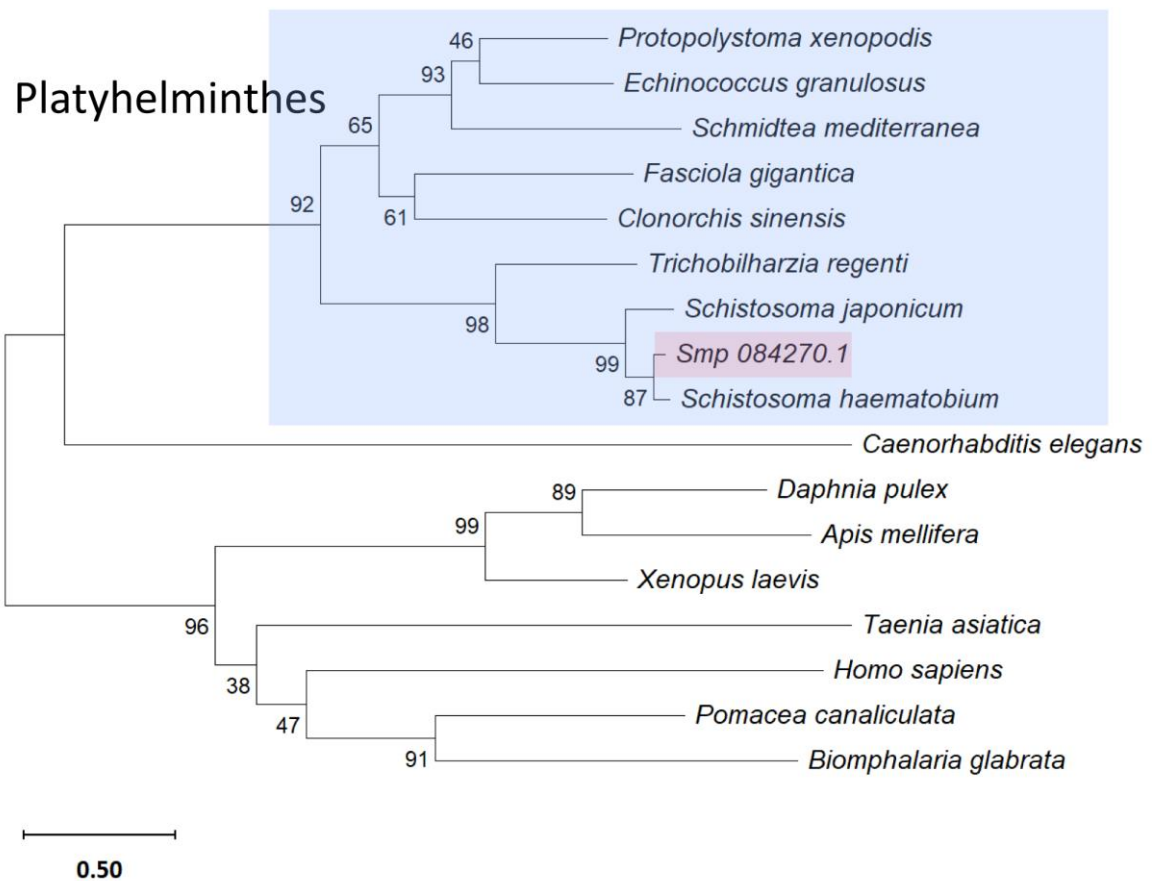 46
Protopolystoma xenopodis
Platyhelminthes
93
Echinococcus granulosus
65
Schmidtea mediterranea
Fasciola gigantica
92
61
Clonorchis sinensis
Trichobilharzia regenti
98
Schistosoma japonicum
99
Smp 084270.1
87
Schistosoma haematobium
Caenorhabditis elegans
89
Daphnia pulex
99
Apis mellifera
Xenopus laevis
96
Taenia asiatica
38
Homo sapiens
47
Pomacea canaliculata
91
Biomphalaria glabrata
0.50